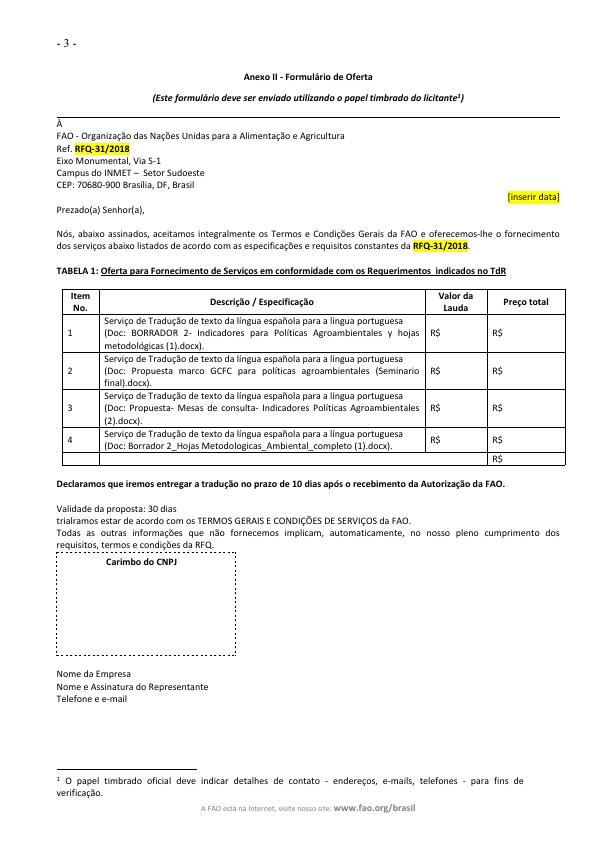 - 3 -
Anexo II - Formulário de Oferta
(Este formulário deve ser enviado utilizando o papel timbrado do licitante¹)
À
FAO - Organização das Nações Unidas para a Alimentação e Agricultura
Ref. RFQ-31/2018
Eixo Monumental, Via S-1
Campus do INMET – Setor Sudoeste
CEP: 70680-900 Brasília, DF, Brasil
[inserir data]
Prezado(a) Senhor(a),
Nós, abaixo assinados, aceitamos integralmente os Termos e Condições Gerais da FAO e oferecemos-lhe o fornecimento
dos serviços abaixo listados de acordo com as especificações e requisitos constantes da RFQ-31/2018.
TABELA 1: Oferta para Fornecimento de Serviços em conformidade com os Requerimentos indicados no TdR
Item No. Descrição / Especificação Valor da Lauda Preço total
1 Serviço de Tradução de texto da língua española para a língua portuguesa
(Doc: BORRADOR 2- Indicadores para Políticas Agroambientales y hojas R$ R$
metodológicas (1).docx).
2 Serviço de Tradução de texto da língua española para a língua portuguesa
(Doc: Propuesta marco GCFC para políticas agroambientales (Seminario R$ R$
final).docx).
3 Serviço de Tradução de texto da língua española para a língua portuguesa
(Doc: Propuesta- Mesas de consulta- Indicadores Políticas Agroambientales R$ R$
(2).docx).
4 Serviço de Tradução de texto da língua española para a língua portuguesa R$ R$
(Doc: Borrador 2_Hojas Metodologicas_Ambiental_completo (1).docx).
R$
Declaramos que iremos entregar a tradução no prazo de 10 dias após o recebimento da Autorização da FAO.
Validade da proposta: 30 dias
trialramos estar de acordo com os TERMOS GERAIS E CONDIÇÕES DE SERVIÇOS da FAO.
Todas as outras informações que não fornecemos implicam, automaticamente, no nosso pleno cumprimento dos
requisitos, termos e condições da RFQ.
Carimbo do CNPJ
Nome da Empresa
Nome e Assinatura do Representante
Telefone e e-mail
¹ O papel timbrado oficial deve indicar detalhes de contato - endereços, e-mails, telefones - para fins de
verificação.
A FAO está na Internet, visite nosso site: www.fao.org/brasil